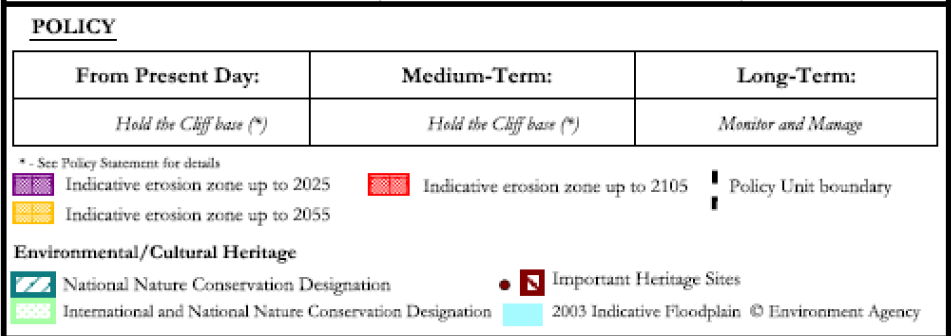 POLICY
From Present Day: Medium-Term: Long-Term:
Hold the Cliff base (*) Hold the Cliff base (*) Monitor and Manage
* - See Policy Statement for details
Indicative erosion zone up to 2025 Indicative erosion zone up to 2105 Policy Unit boundary
Indicative erosion zone up to 2055
Environmental/Cultural Heritage
National Nature Conservation Designation Important Heritage Sites
International and National Nature Conservation Designation 2003 Indicative Floodplain © Environment Agency